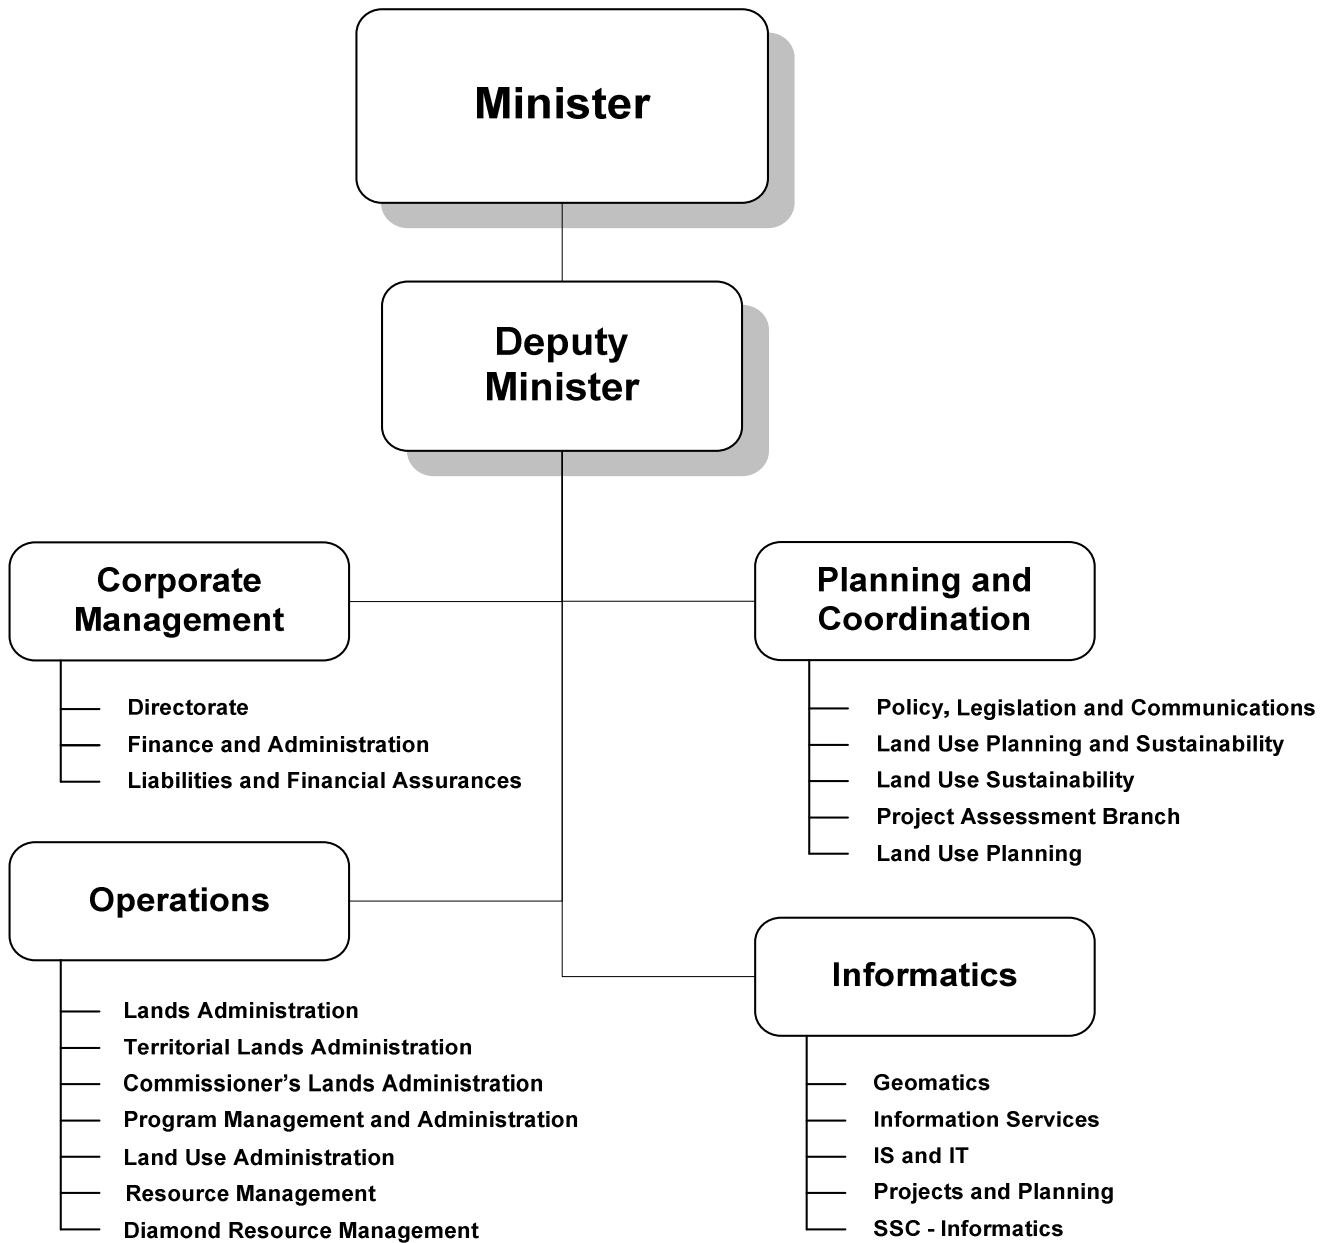 Minister
Deputy
Minister
Corporate
Management
Directorate
Finance and Administration
Liabilities and Financial Assurances
Planning and
Coordination
Policy, Legislation and Communications
Land Use Planning and Sustainability
Land Use Sustainability
Project Assessment Branch
Land Use Planning
Operations
Lands Administration
Territorial Lands Administration
Commissioner’s Lands Administration
Program Management and Administration
Land Use Administration
Resource Management
Diamond Resource Management
Informatics
Geomatics
Information Services
IS and IT
Projects and Planning
SSC - Informatics